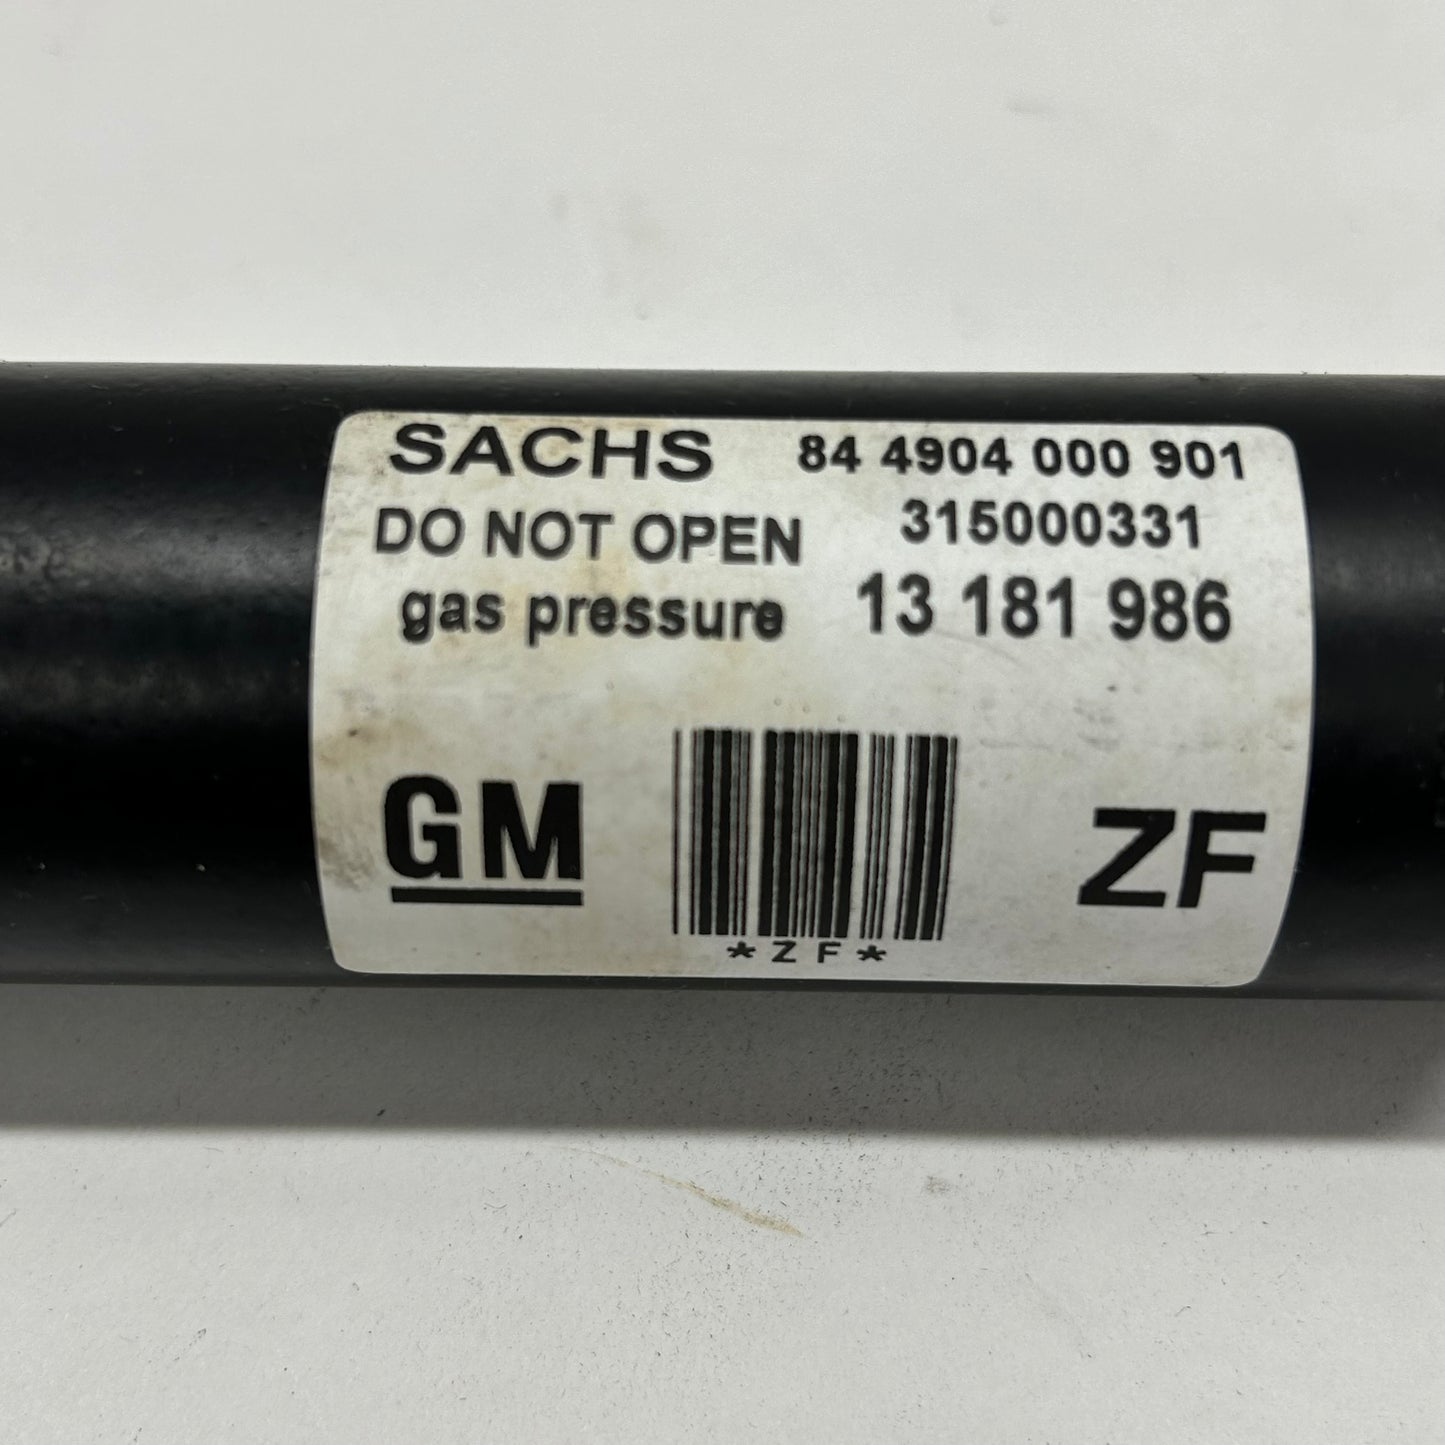 SACHS 84 4904 000 901
DO NOT OPEN 315000331
gas pressure 13 181 986
GM ZF
*ZF*